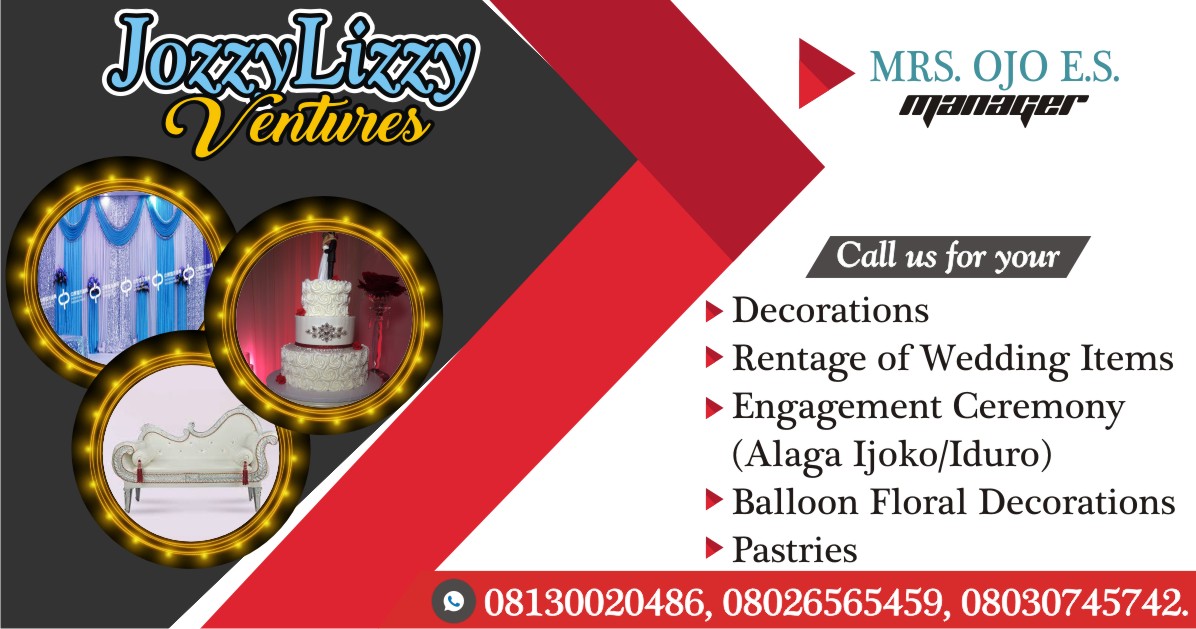 JozzyLizzy
Ventures
MRS. OJO E.S.
manager
Call us for your
Decorations
Rentage of Wedding Items
Engagement Ceremony
(Alaga Ijoko/Iduro)
Balloon Floral Decorations
Pastries
08130020486, 08026565459, 08030745742.